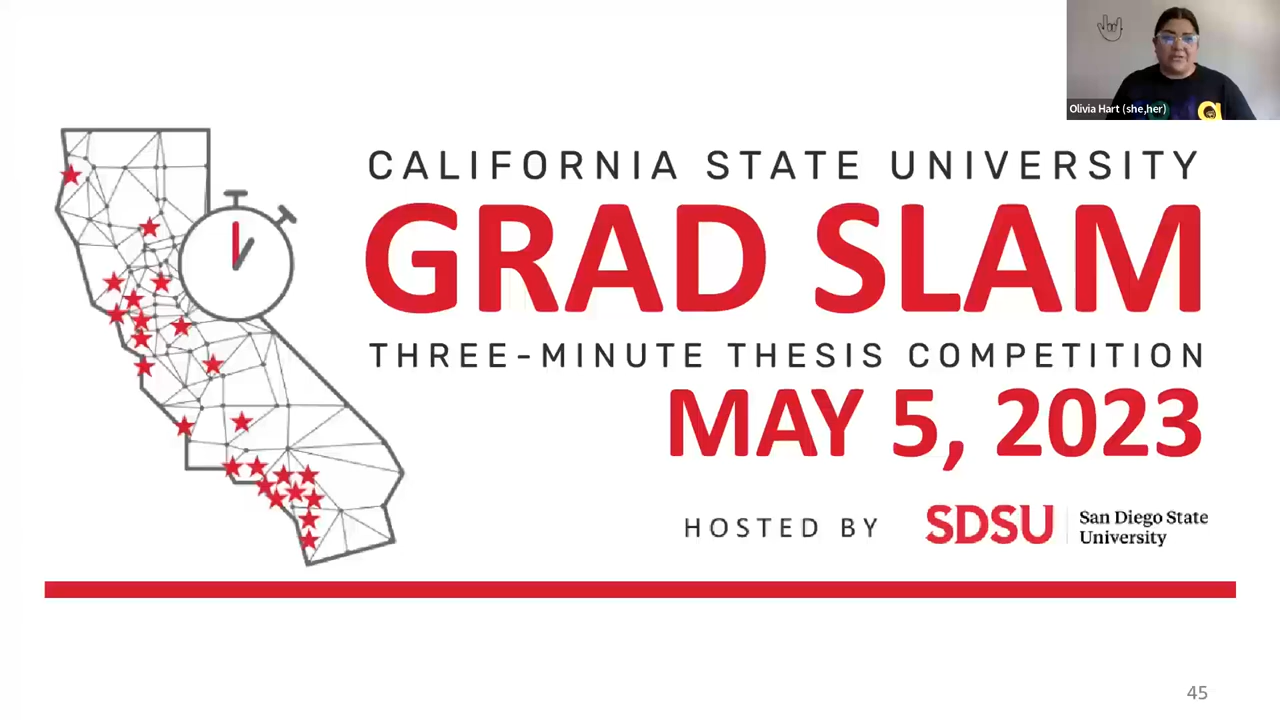 Olivia Hart (she,her)
CALIFORNIA STATE UNIVERSITY
GRAD SLAM
THREE-MINUTE THESIS COMPETITION
MAY 5, 2023
HOSTED BY SDSU San Diego State
University
45